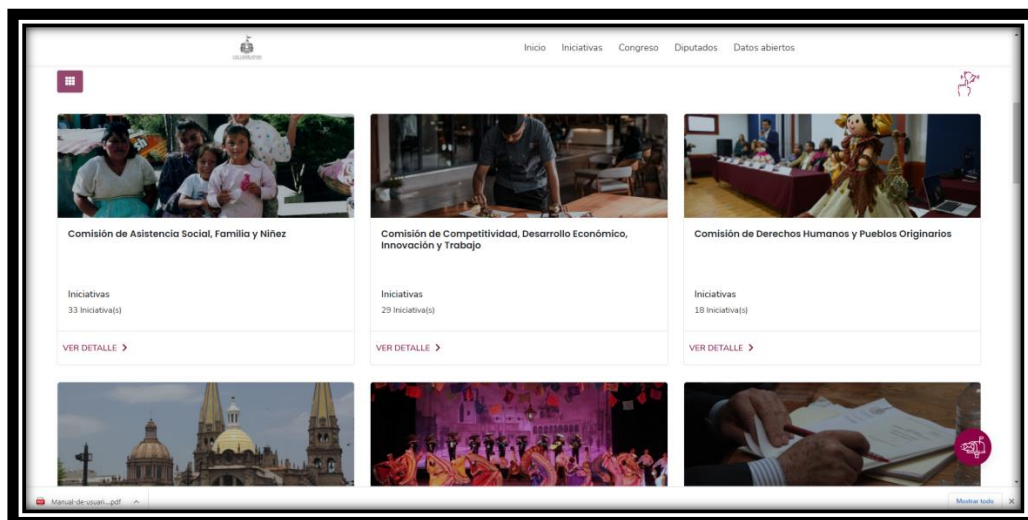 Inicio Iniciativas Congreso Diputados Datos abiertos
Comisión de Asistencia Social, Familia y Niñez
Iniciativas
33 Iniciativa(s)
VER DETALLE
Comisión de Competitividad, Desarrollo Económico,
Innovación y Trabajo
Iniciativas
29 Iniciativa(s)
VER DETALLE
Comisión de Derechos Humanos y Pueblos Originarios
Iniciativas
18 Iniciativa(s)
VER DETALLE
Manual-de-usuari....pdf
Mostrar todo